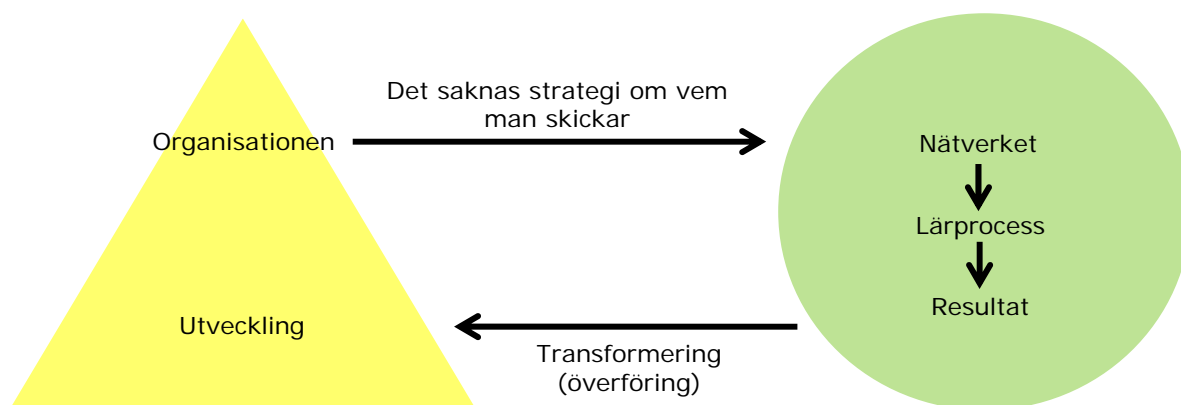 Det saknas strategi om vem
man skickar
Organisationen
Nätverket
Lärprocess
Resultat
Utveckling
Transformering
(överföring)